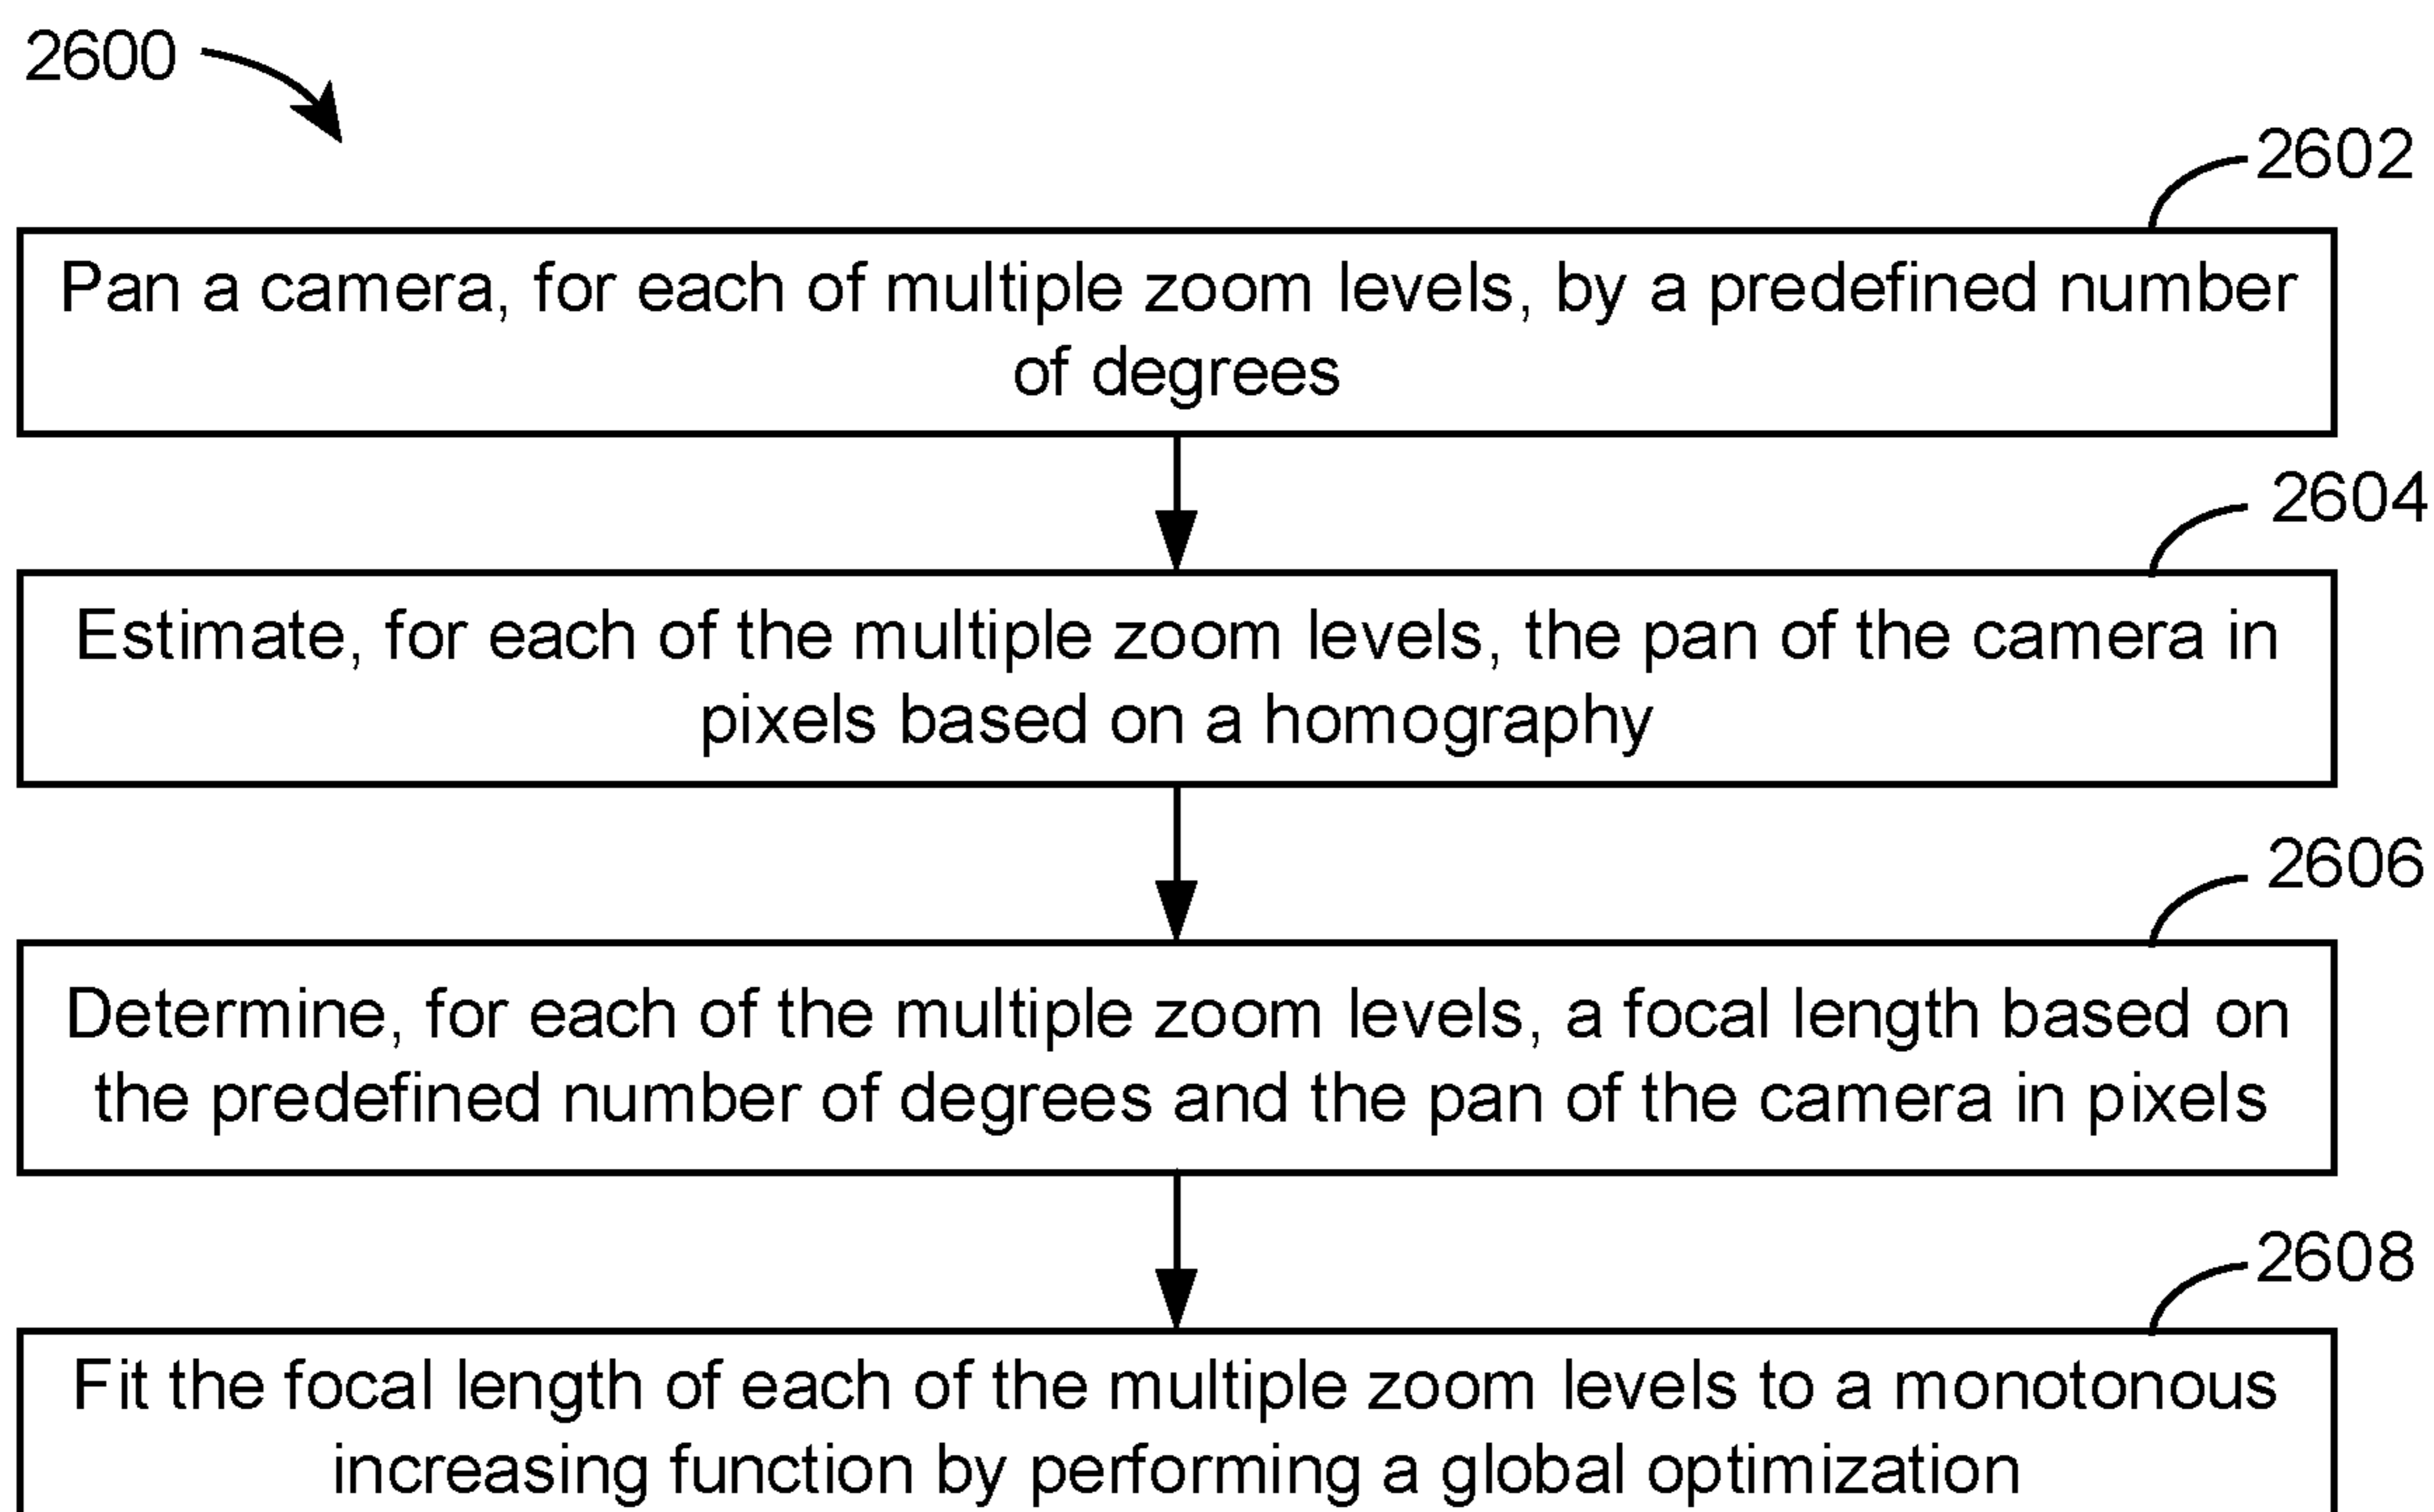 2600
2602
Pan a camera, for each of multiple zoom levels, by a predefined number
of degrees
2604
Estimate, for each of the multiple zoom levels, the pan of the camera in
pixels based on a homography
2606
Determine, for each of the multiple zoom levels, a focal length based on
the predefined number of degrees and the pan of the camera in pixels
2608
Fit the focal length of each of the multiple zoom levels to a monotonous
increasing function by performing a global optimization